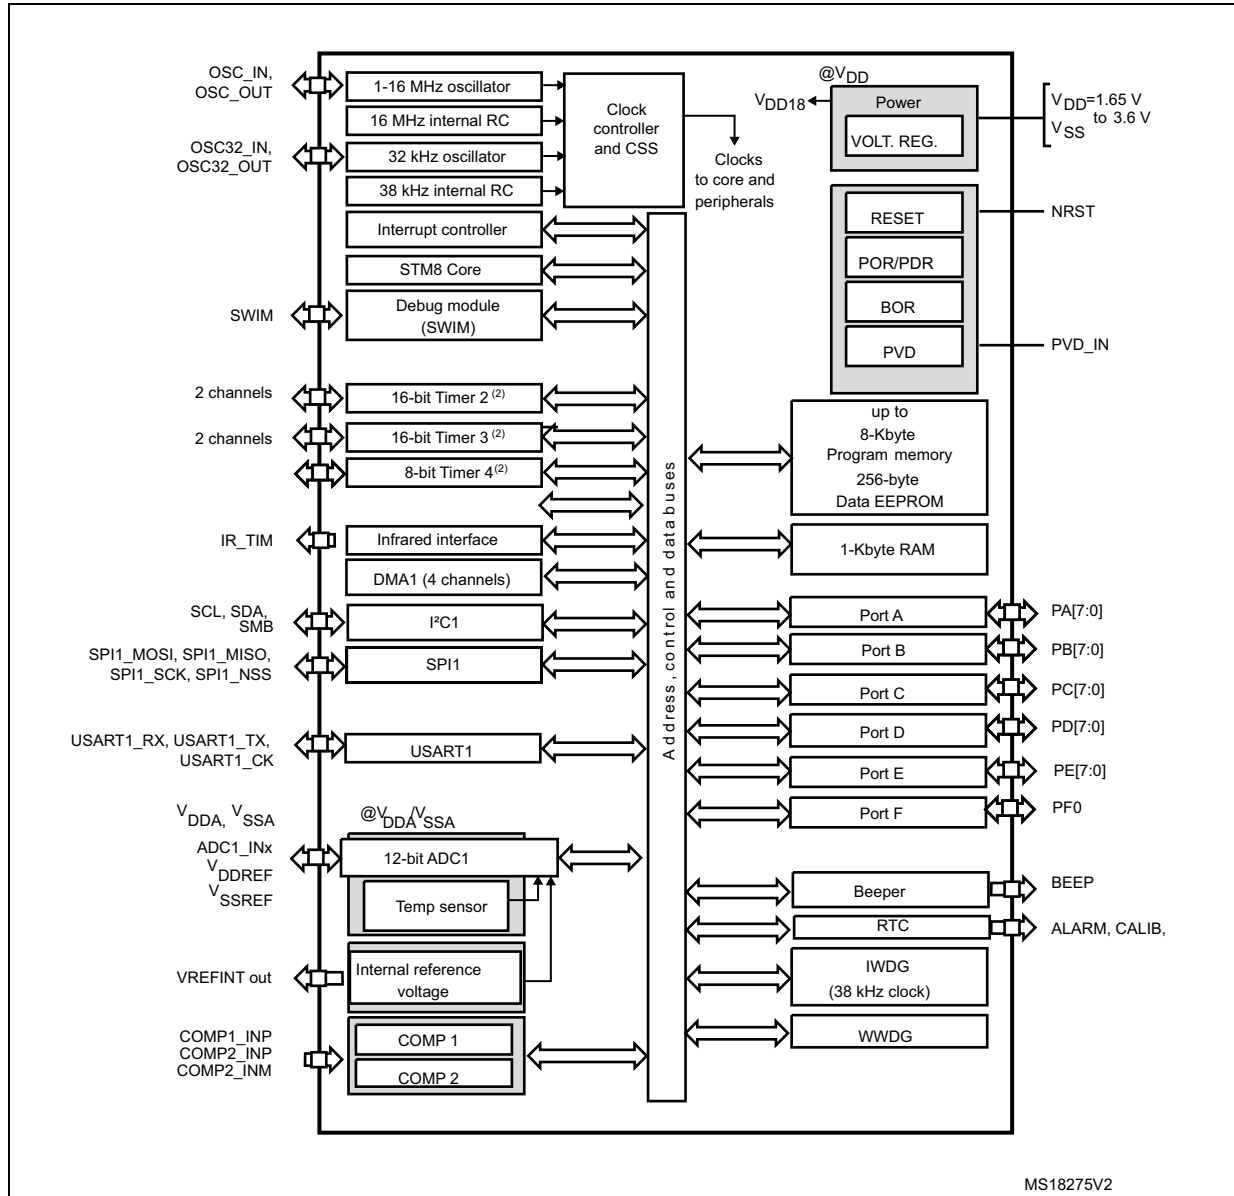 OSC_IN,
OSC_OUT
1-16 MHz oscillator
16 MHz internal RC
OSC32_IN,
OSC32_OUT
32 kHz oscillator
38 kHz internal RC
Clock
controller
and CSS
Clocks
to core and
peripherals
@VDD
VDD18
Power
VOLT. REG.
VDD=1.65 V
to 3.6 V
VSS
Interrupt controller
STM8 Core
SWIM
Debug module
(SWIM)
RESET
NRST
POR/PDR
BOR
PVD
PVD_IN
2 channels
16-bit Timer 2 (2)
2 channels
16-bit Timer 3 (2)
8-bit Timer 4(2)
IR_TIM
Infrared interface
DMA1 (4 channels)
SCL, SDA,
SMB
I²C1
SPI1_MOSI, SPI1_MISO,
SPI1_SCK, SPI1_NSS
SPI1
USART1_RX, USART1_TX,
USART1_CK
USART1
VDDA, VSSA
@VDDA/VSSA
ADC1_INx
VDDREF
VSSREF
12-bit ADC1
Temp sensor
VREFINT out
Internal reference
voltage
COMP1_INP
COMP2_INP
COMP2_INM
COMP 1
COMP 2
Address, control and data buses
up to
8-Kbyte
Program memory
256-byte
Data EEPROM
1-Kbyte RAM
Port A
PA[7:0]
Port B
PB[7:0]
Port C
PC[7:0]
Port D
PD[7:0]
Port E
PE[7:0]
Port F
PF0
Beeper
BEEP
RTC
ALARM, CALIB,
IWDG
(38 kHz clock)
WWDG
MS18275V2